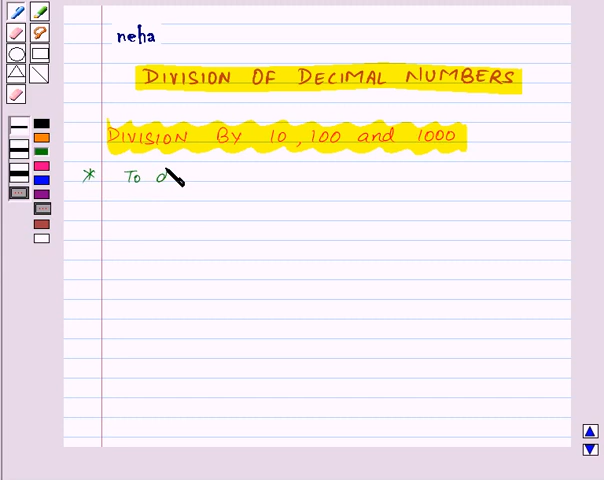 neha
DIVISION OF DECIMAL NUMBERS
DIVISION BY 10, 100 and 1000
* To d